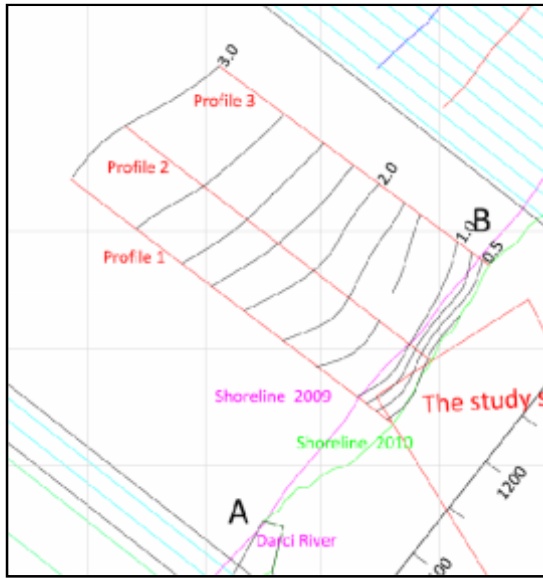 3.0
Profile 3
Profile 2
2.0
Profile 1
1.0
B
0.5
Shoreline 2009
The study s
Shoreline 2010
1200
A
Darci River
00